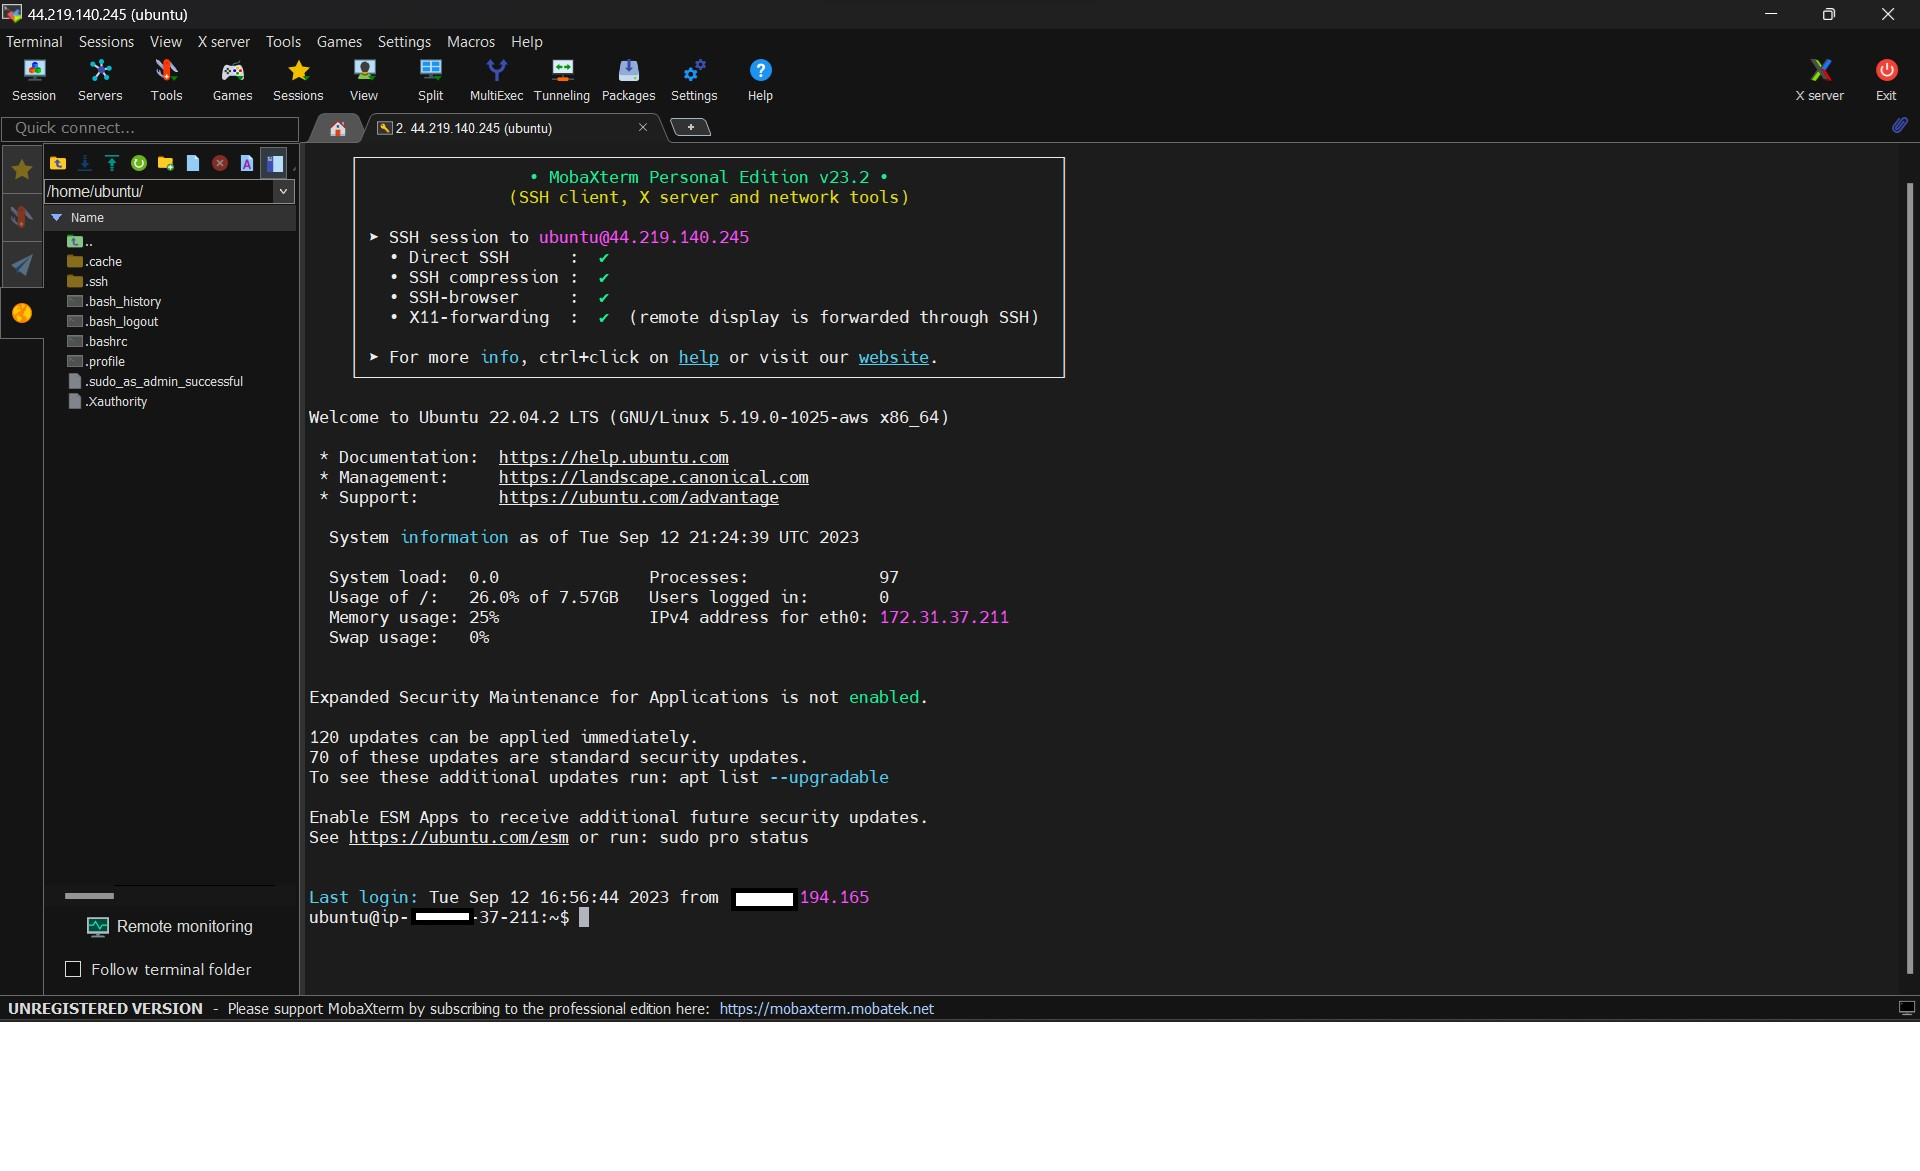 44.219.140.245 (ubuntu)
Terminal Sessions View X server Tools Games Settings Macros Help
Session Servers Tools Games Sessions View Split MultiExec Tunneling Packages Settings Help X server Exit
Quick connect...
2. 44.219.140.245 (ubuntu)
/home/ubuntu/
Name
..
.cache
.ssh
.bash_history
.bash_logout
.bashrc
.profile
.sudo_as_admin_successful
.Xauthority
Remote monitoring
Follow terminal folder
• MobaXterm Personal Edition v23.2 •
(SSH client, X server and network tools)
➤ SSH session to ubuntu@44.219.140.245
• Direct SSH : ✔
• SSH compression : ✔
• SSH-browser : ✔
• X11-forwarding : ✔ (remote display is forwarded through SSH)
➤ For more info, ctrl+click on help or visit our website.
Welcome to Ubuntu 22.04.2 LTS (GNU/Linux 5.19.0-1025-aws x86_64)
* Documentation: https://help.ubuntu.com
* Management: https://landscape.canonical.com
* Support: https://ubuntu.com/advantage
System information as of Tue Sep 12 21:24:39 UTC 2023
System load: 0.0 Processes: 97
Usage of /: 26.0% of 7.57GB Users logged in: 0
Memory usage: 25% IPv4 address for eth0: 172.31.37.211
Swap usage: 0%
Expanded Security Maintenance for Applications is not enabled.
120 updates can be applied immediately.
70 of these updates are standard security updates.
To see these additional updates run: apt list --upgradable
Enable ESM Apps to receive additional future security updates.
See https://ubuntu.com/esm or run: sudo pro status
Last login: Tue Sep 12 16:56:44 2023 from 194.165
ubuntu@ip- -37-211:~$
UNREGISTERED VERSION - Please support MobaXterm by subscribing to the professional edition here: https://mobaxterm.mobatek.net